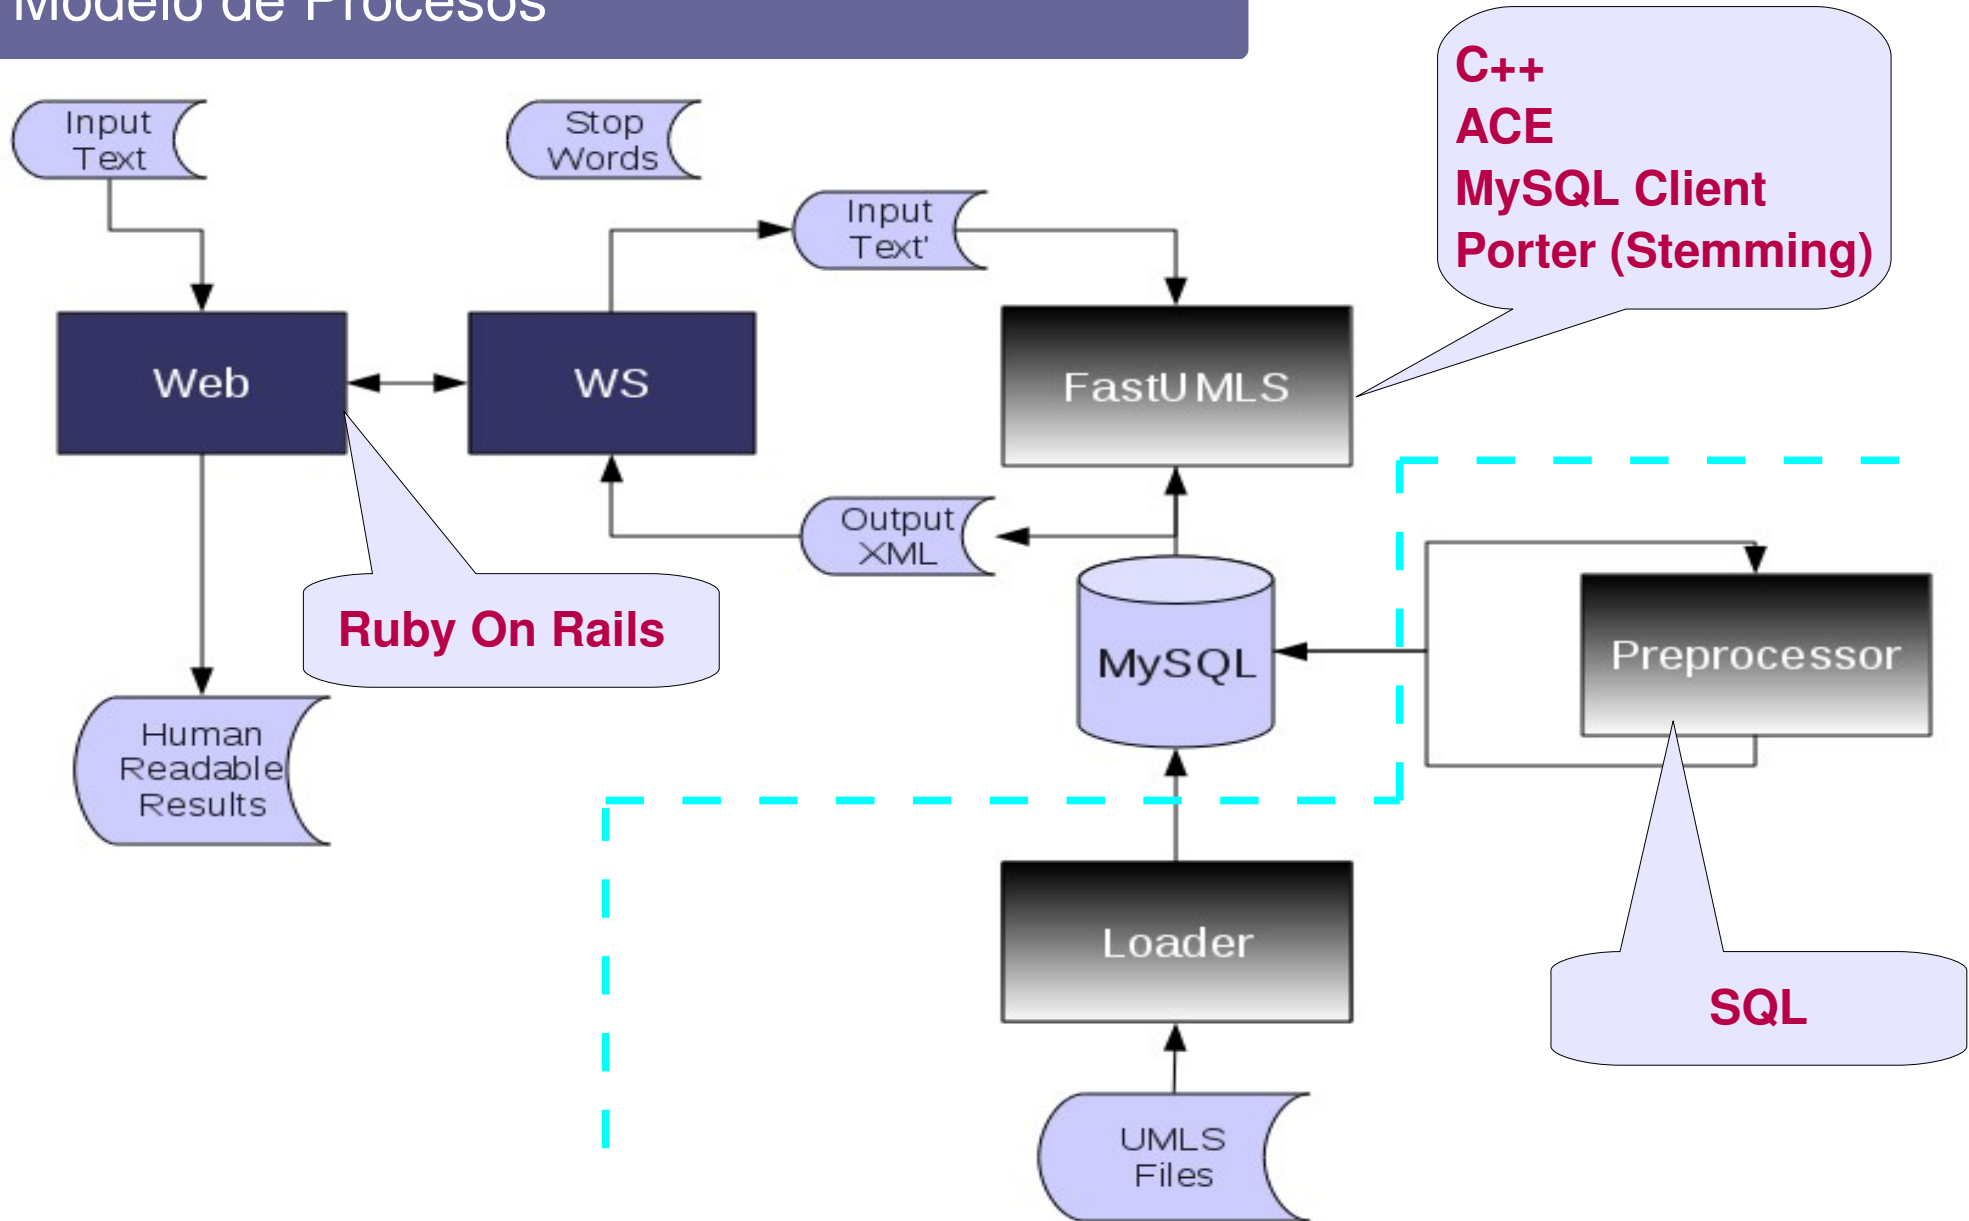 Modelo de Procesos
C++
ACE
MySQL Client
Porter (Stemming)
Input
Text
Stop
Words
Input
Text'
Web
WS
FastUMLS
Output
XML
Ruby On Rails
MySQL
Preprocessor
Human
Readable
Results
Loader
SQL
UMLS
Files